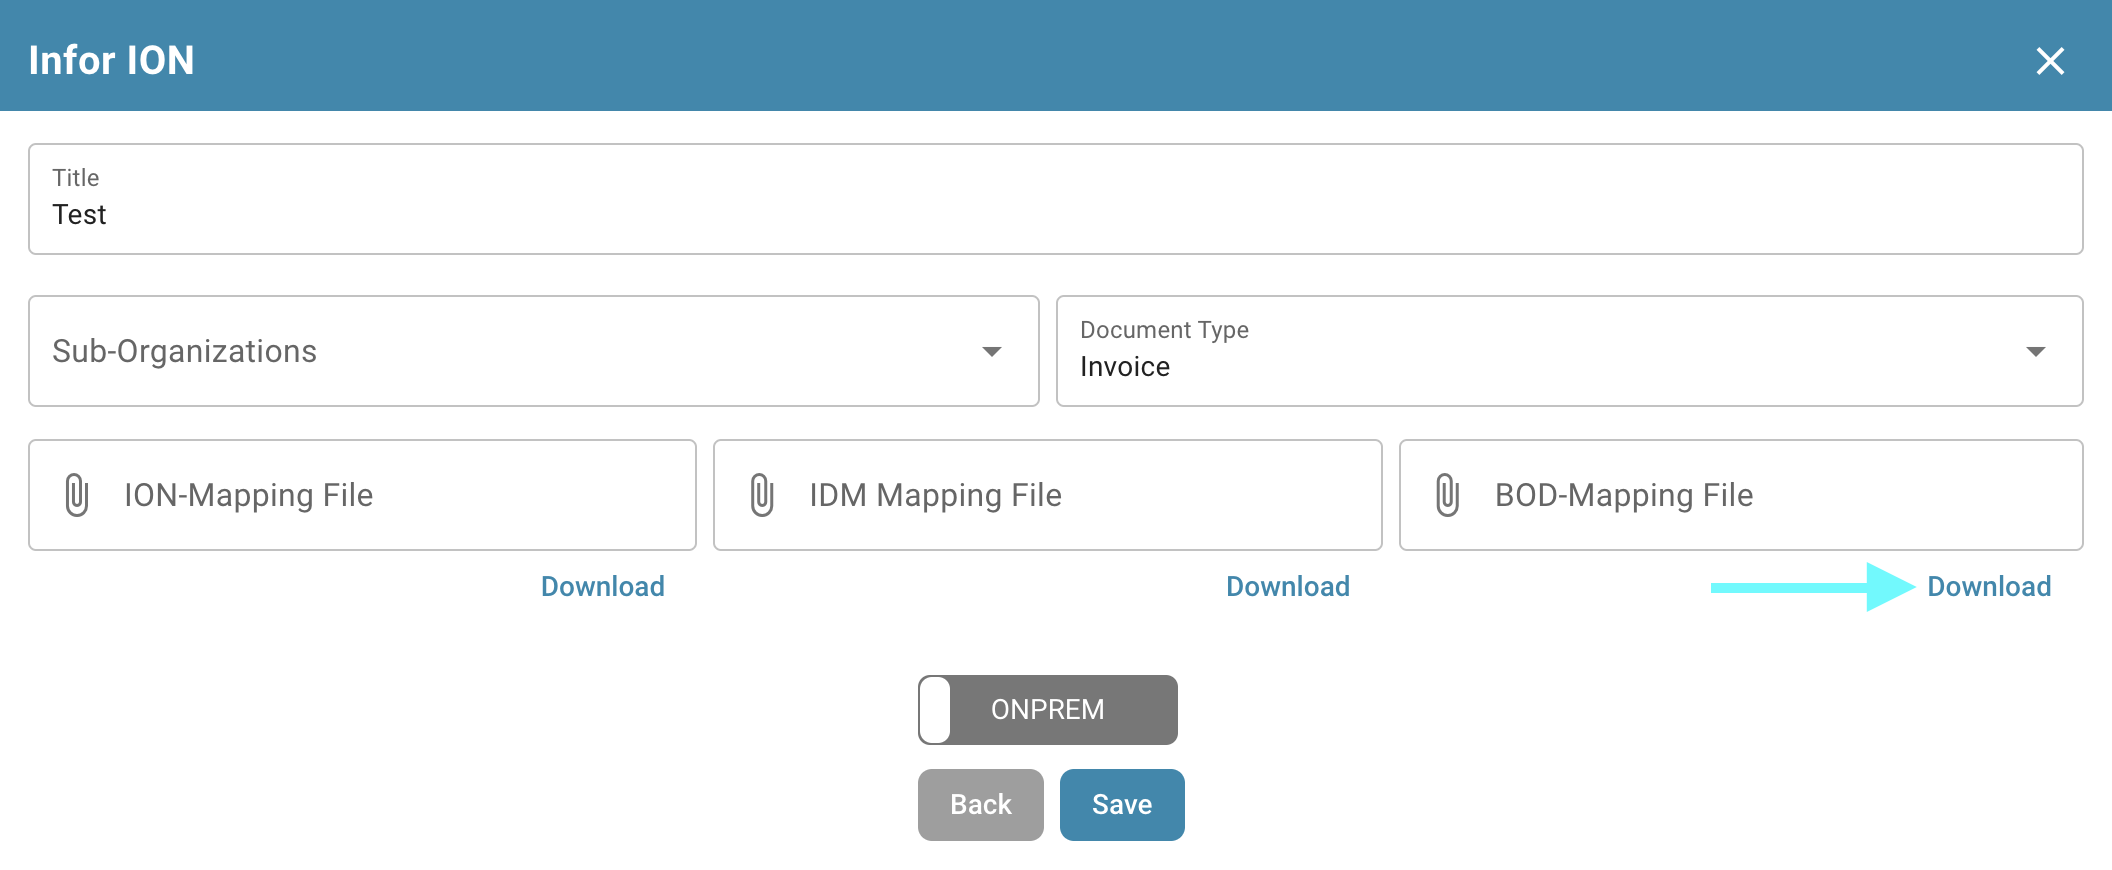 Infor ION
Title
Test
Sub-Organizations
Document Type
Invoice
ION-Mapping File
IDM Mapping File
BOD-Mapping File
Download
Download
Download
ONPREM
Back
Save